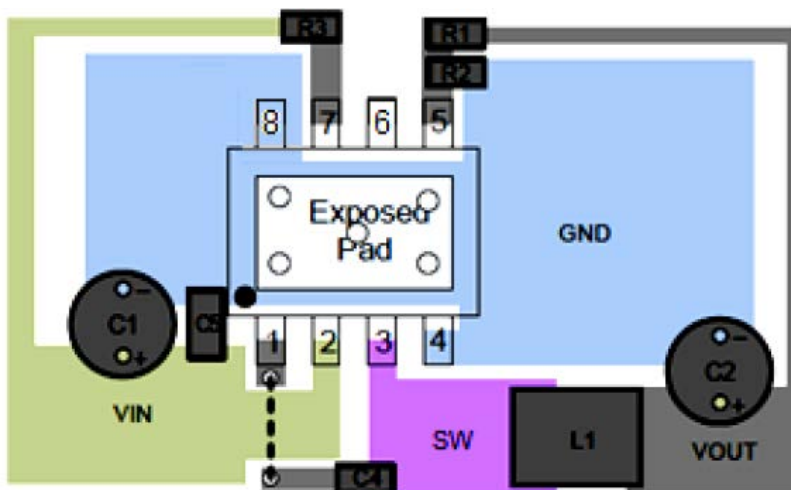 R3 R1
R2
8 7 6 5
Exposed
Pad
GND
C1 - + C5
1 2 3 4
C2 - +
VIN
SW L1 VOUT
C4